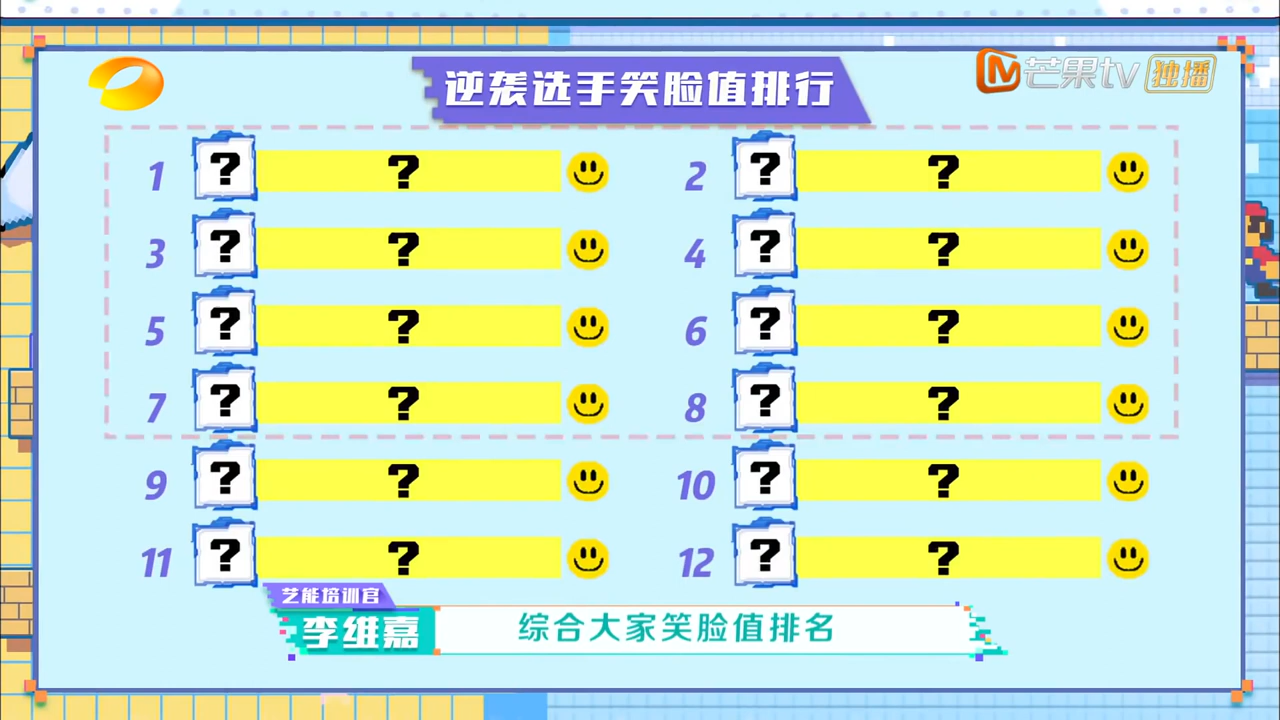 逆袭选手笑脸值排行
芒果tv 独播
1 ? ? 2 ? ?
3 ? ? 4 ? ?
5 ? ? 6 ? ?
7 ? ? 8 ? ?
9 ? ? 10 ? ?
11 ? ? 12 ? ?
艺能培训官
李维嘉 综合大家笑脸值排名